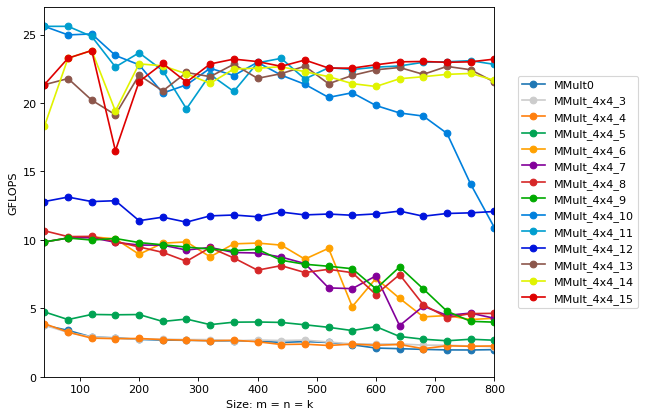 GFLOPS
25
20
15
10
5
0
100
200
300
400
500
600
700
800
Size: m = n = k
MMult0
MMult_4x4_3
MMult_4x4_4
MMult_4x4_5
MMult_4x4_6
MMult_4x4_7
MMult_4x4_8
MMult_4x4_9
MMult_4x4_10
MMult_4x4_11
MMult_4x4_12
MMult_4x4_13
MMult_4x4_14
MMult_4x4_15